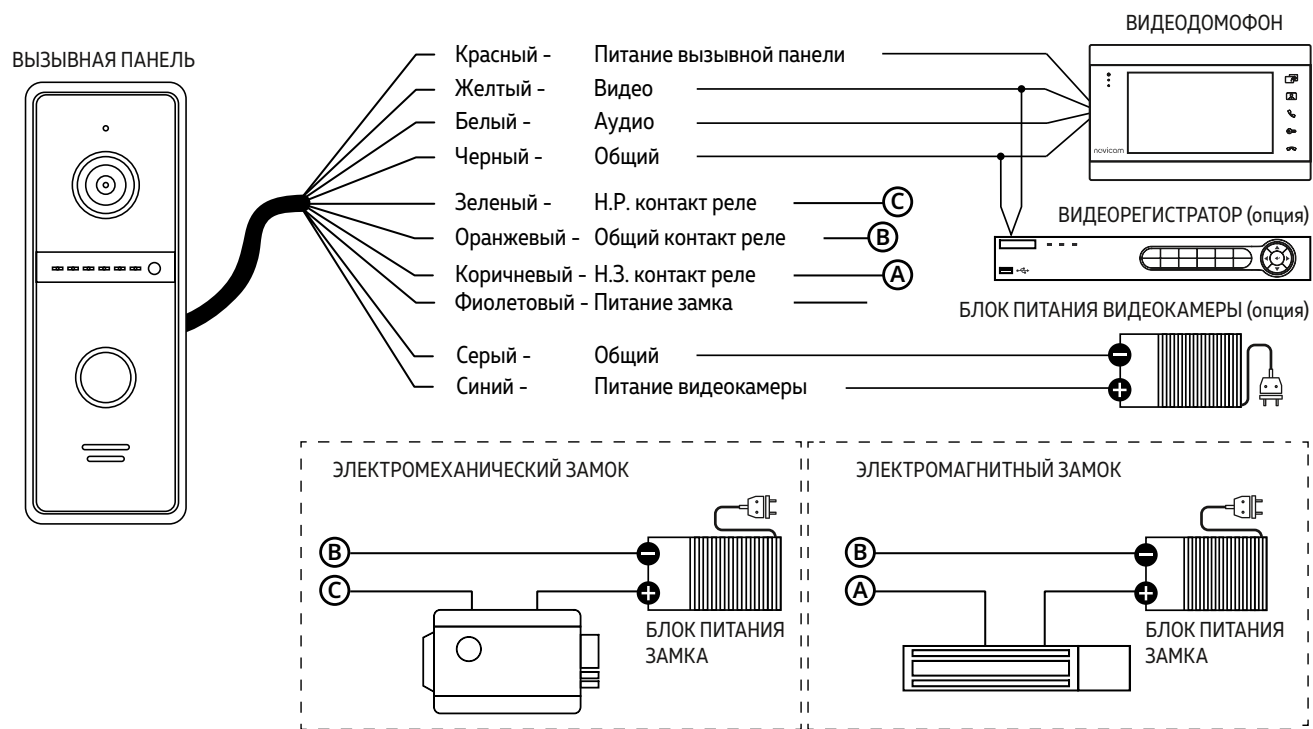 ВИДЕОДОМОФОН
ВЫЗЫВНАЯ ПАНЕЛЬ
Красный - Питание вызывной панели
Желтый - Видео
Белый - Аудио
Черный - Общий
novicam
Зеленый - Н.Р. контакт реле C
ВИДЕОРЕГИСТРАТОР (опция)
Оранжевый - Общий контакт реле B
Коричневый - Н.З. контакт реле A
Фиолетовый - Питание замка
БЛОК ПИТАНИЯ ВИДЕОКАМЕРЫ (опция)
Серый - Общий
Синий - Питание видеокамеры
ЭЛЕКТРОМЕХАНИЧЕСКИЙ ЗАМОК
B
C
БЛОК ПИТАНИЯ
ЗАМКА
ЭЛЕКТРОМАГНИТНЫЙ ЗАМОК
B
A
БЛОК ПИТАНИЯ
ЗАМКА